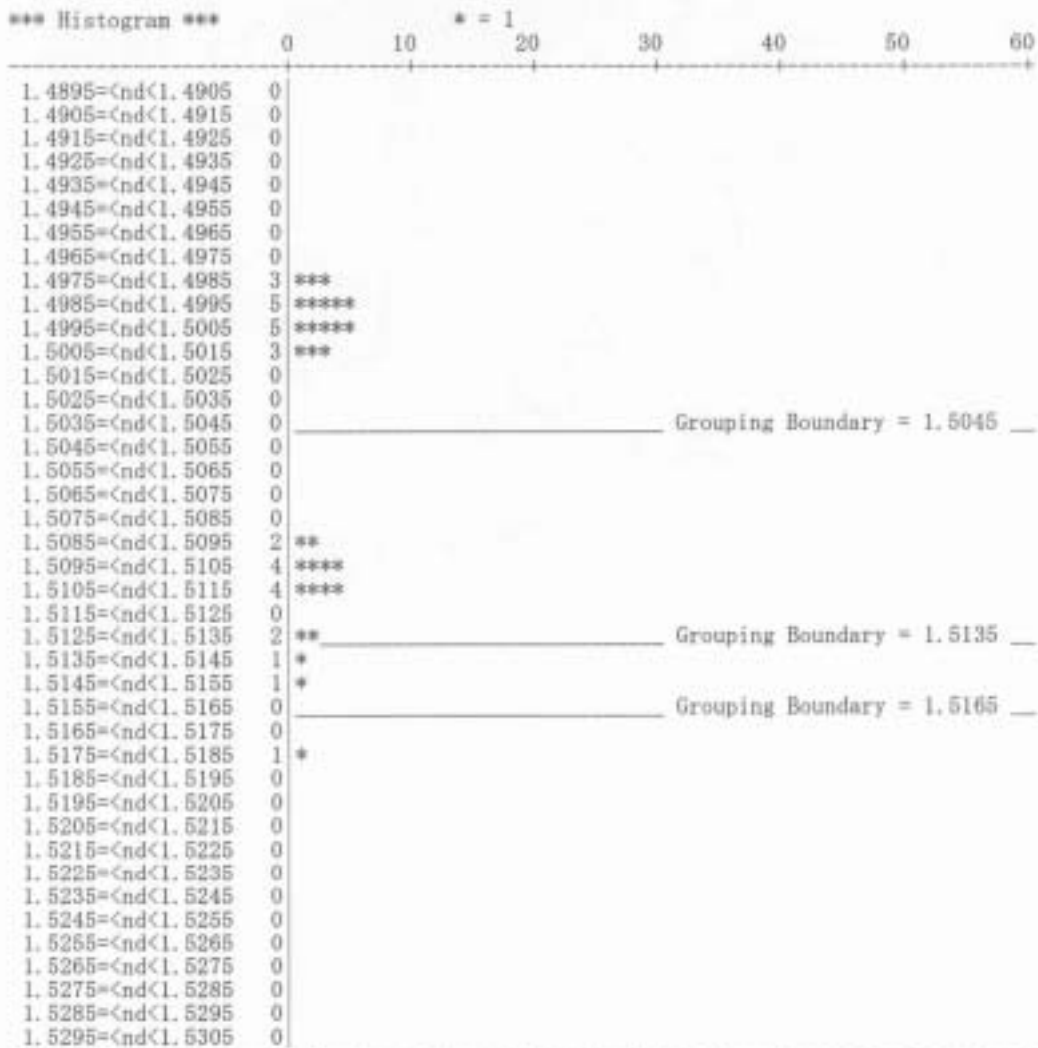 *** Histogram *** * = 1
0 10 20 30 40 50 60
1.4895=<nd<1.4905 0
1.4905=<nd<1.4915 0
1.4915=<nd<1.4925 0
1.4925=<nd<1.4935 0
1.4935=<nd<1.4945 0
1.4945=<nd<1.4955 0
1.4955=<nd<1.4965 0
1.4965=<nd<1.4975 0
1.4975=<nd<1.4985 3 ***
1.4985=<nd<1.4995 5 *****
1.4995=<nd<1.5005 5 *****
1.5005=<nd<1.5015 3 ***
1.5015=<nd<1.5025 0
1.5025=<nd<1.5035 0
1.5035=<nd<1.5045 0 Grouping Boundary = 1.5045
1.5045=<nd<1.5055 0
1.5055=<nd<1.5065 0
1.5065=<nd<1.5075 0
1.5075=<nd<1.5085 0
1.5085=<nd<1.5095 2 **
1.5095=<nd<1.5105 4 ****
1.5105=<nd<1.5115 4 ****
1.5115=<nd<1.5125 0
1.5125=<nd<1.5135 2 ** Grouping Boundary = 1.5135
1.5135=<nd<1.5145 1 *
1.5145=<nd<1.5155 1 *
1.5155=<nd<1.5165 0 Grouping Boundary = 1.5165
1.5165=<nd<1.5175 0
1.5175=<nd<1.5185 1 *
1.5185=<nd<1.5195 0
1.5195=<nd<1.5205 0
1.5205=<nd<1.5215 0
1.5215=<nd<1.5225 0
1.5225=<nd<1.5235 0
1.5235=<nd<1.5245 0
1.5245=<nd<1.5255 0
1.5255=<nd<1.5265 0
1.5265=<nd<1.5275 0
1.5275=<nd<1.5285 0
1.5285=<nd<1.5295 0
1.5295=<nd<1.5305 0